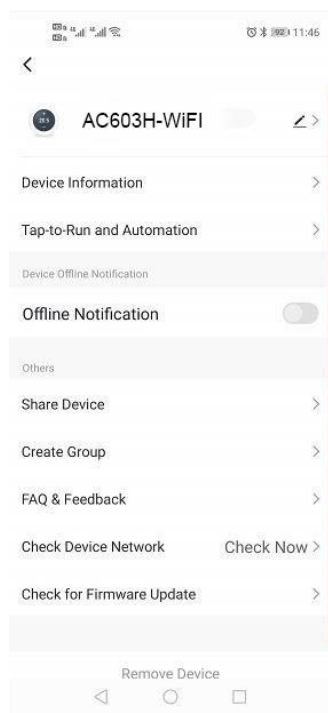 92 11:46
AC603H-WiFI
Device Information
Tap-to-Run and Automation
Device Offline Notification
Offline Notification
Others
Share Device
Create Group
FAQ & Feedback
Check Device Network Check Now
Check for Firmware Update
Remove Device